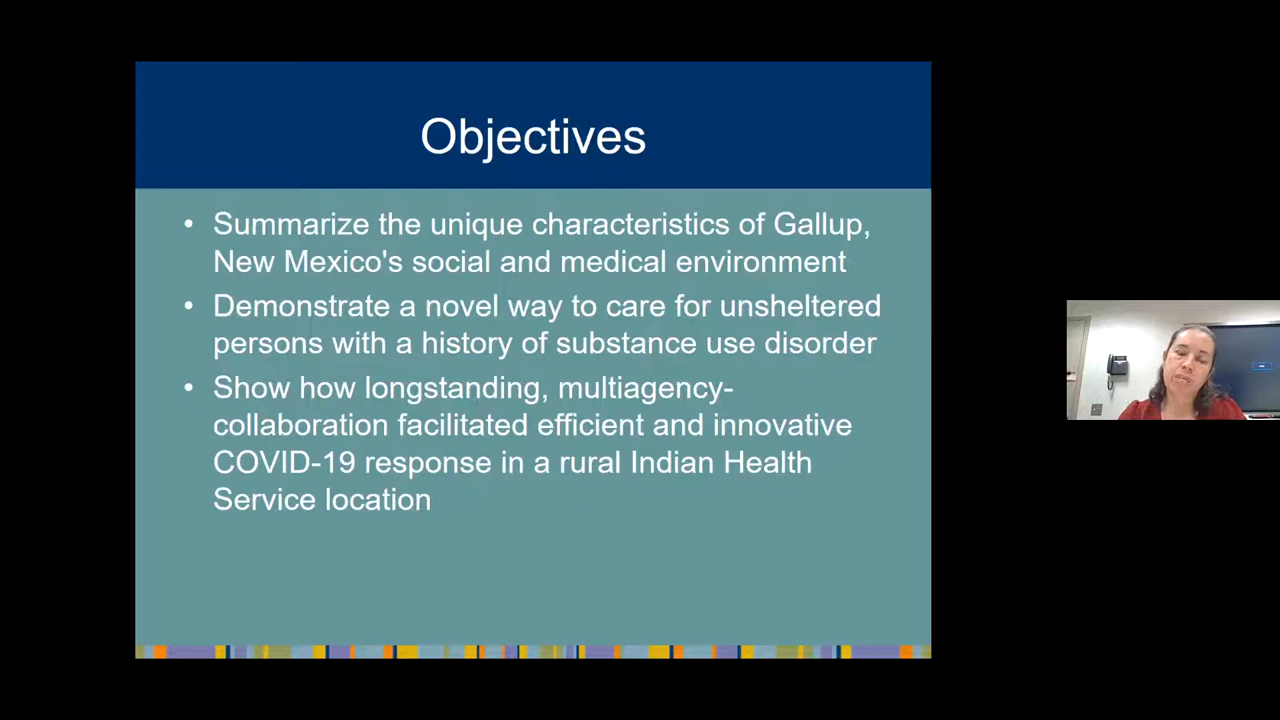 Objectives
• Summarize the unique characteristics of Gallup,
New Mexico's social and medical environment
• Demonstrate a novel way to care for unsheltered
persons with a history of substance use disorder
• Show how longstanding, multiagency-
collaboration facilitated efficient and innovative
COVID-19 response in a rural Indian Health
Service location